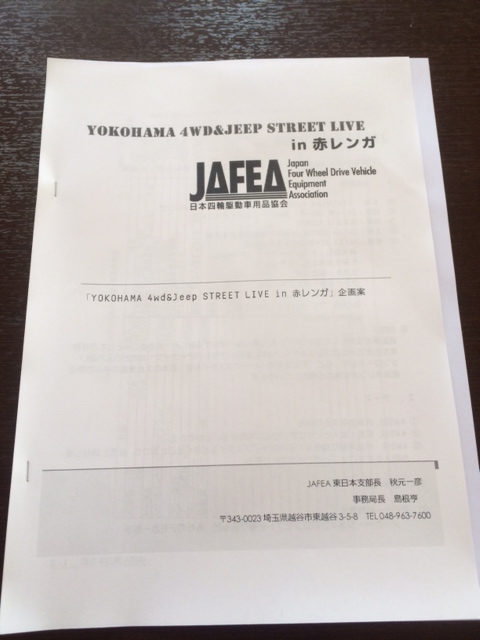 YOKOHAMA 4WD&JEEP STREET LIVE
in 赤レンガ
JAFEA
Japan
Four Wheel Drive Vehicle
Equipment
Association
日本四輪駆動車用品協会
「YOKOHAMA 4wd&Jeep STREET LIVE in 赤レンガ」企画案
JAFEA 東日本支部長 秋元一彦
事務局長 島樋亨
〒343-0023 埼玉県越谷市東越谷 3-5-8 TEL 048-963-7600